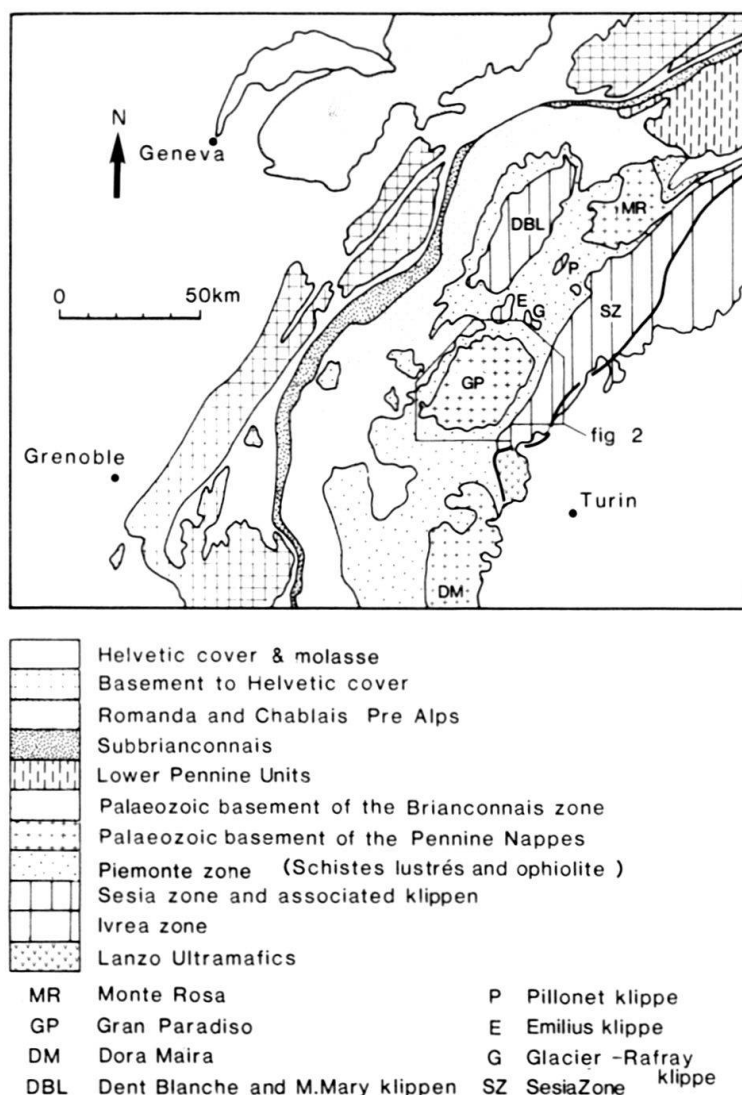 N
Geneva
0 50km
DBL
MR
P
E
G
SZ
GP
fig 2
Grenoble
Turin
DM
Helvetic cover & molasse
Basement to Helvetic cover
Romanda and Chablais Pre Alps
Subbrianconnais
Lower Pennine Units
Palaeozoic basement of the Brianconnais zone
Palaeozoic basement of the Pennine Nappes
Piemonte zone (Schistes lustrés and ophiolite )
Sesia zone and associated klippen
Ivrea zone
Lanzo Ultramafics
MR Monte Rosa
GP Gran Paradiso
DM Dora Maira
DBL Dent Blanche and M.Mary klippen
P Pillonet klippe
E Emilius klippe
G Glacier -Rafray klippe
SZ SesiaZone